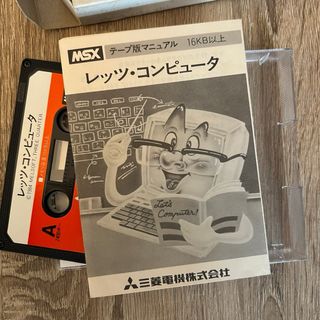 MSX テープ版マニュアル 16KB以上
レッツ・コンピュータ
Let's
Computer!
三菱電機株式会社
レッツ・コンピュータ
©1984 MIA
A